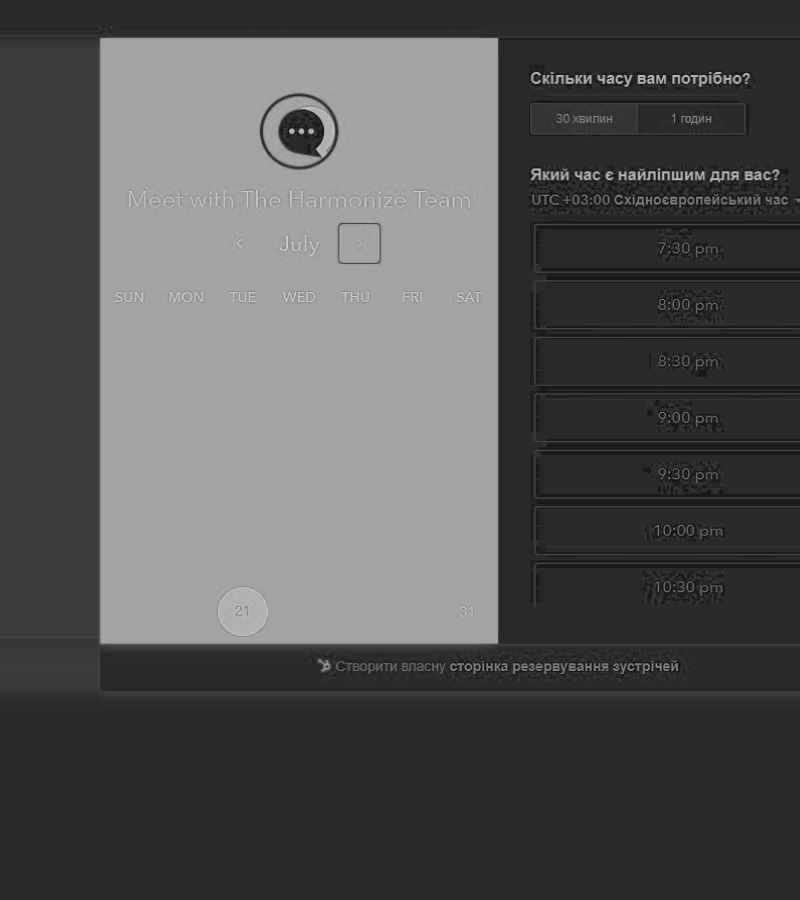 Meet with The Harmonize Team
July
SUN MON TUE WED THU FRI SAT
21 31
Скільки часу вам потрібно?
30 хвилин 1 годин
Який час є найліпшим для вас?
UTC +03:00 Східноєвропейський час
7:30 pm
8:00 pm
8:30 pm
9:00 pm
9:30 pm
10:00 pm
10:30 pm
Створити власну сторінка резервування зустрічей